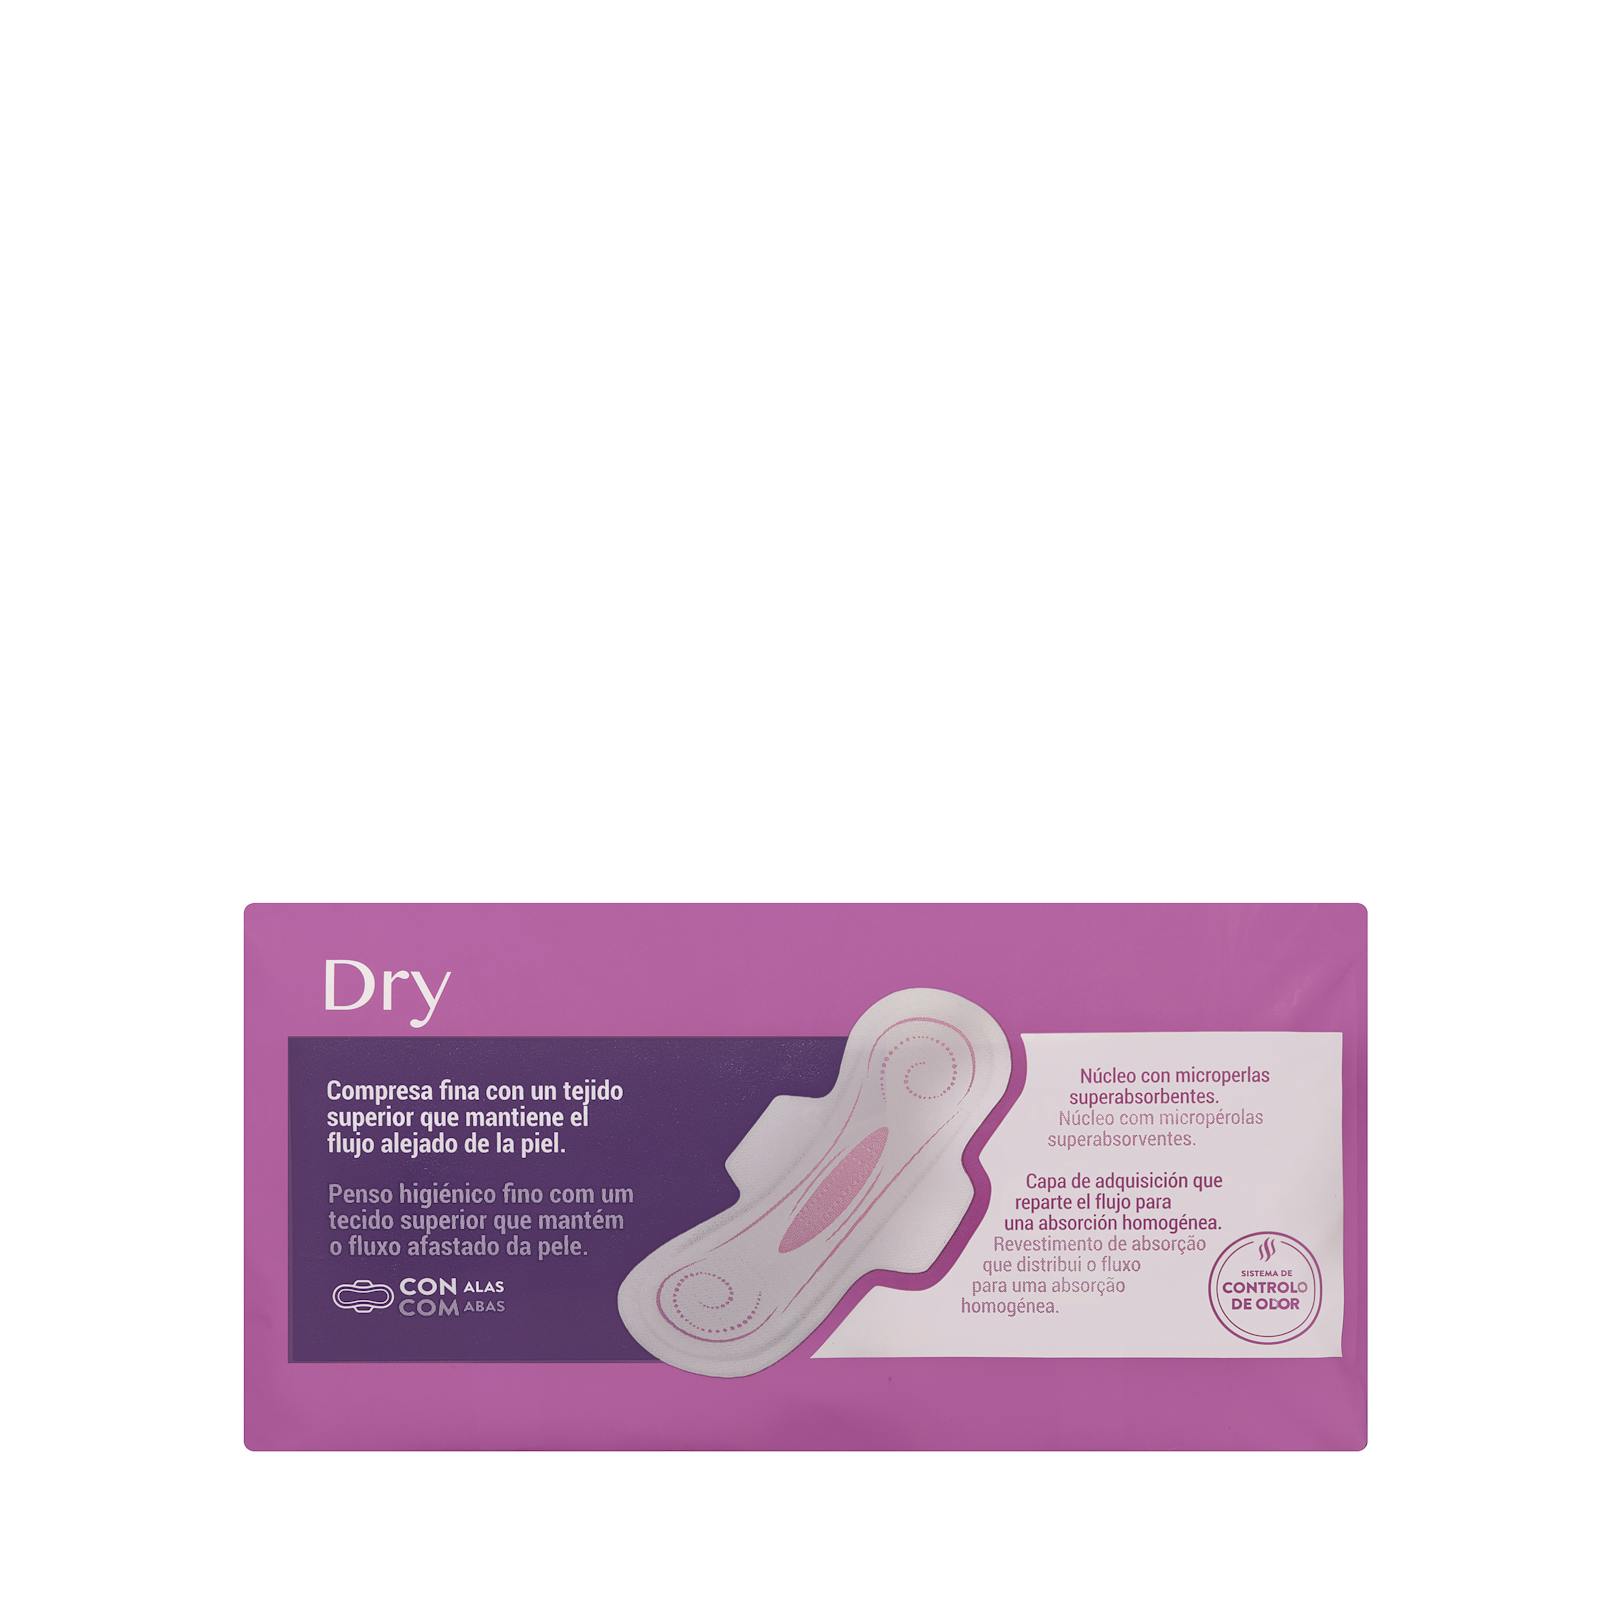 Dry
Compresa fina con un tejido
superior que mantiene el
flujo alejado de la piel.
Penso higiénico fino com um
tecido superior que mantém
o fluxo afastado da pele.
CON ALAS
COM ABAS
Núcleo con microperlas
superabsorbentes.
Núcleo com micropérolas
superabsorventes.
Capa de adquisición que
reparte el flujo para
una absorción homogénea.
Revestimento de absorção
que distribui o fluxo
para uma absorção
homogénea.
SISTEMA DE
CONTROLO
DE ODOR